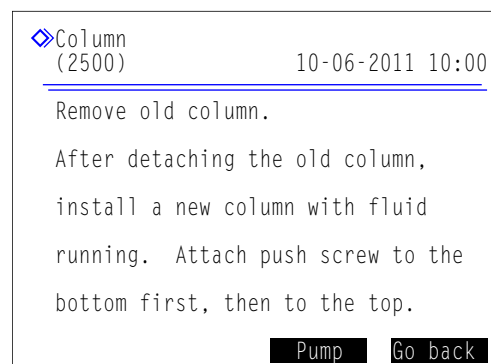 Column
(2500) 10-06-2011 10:00
Remove old column.
After detaching the old column,
install a new column with fluid
running. Attach push screw to the
bottom first, then to the top.
Pump Go back